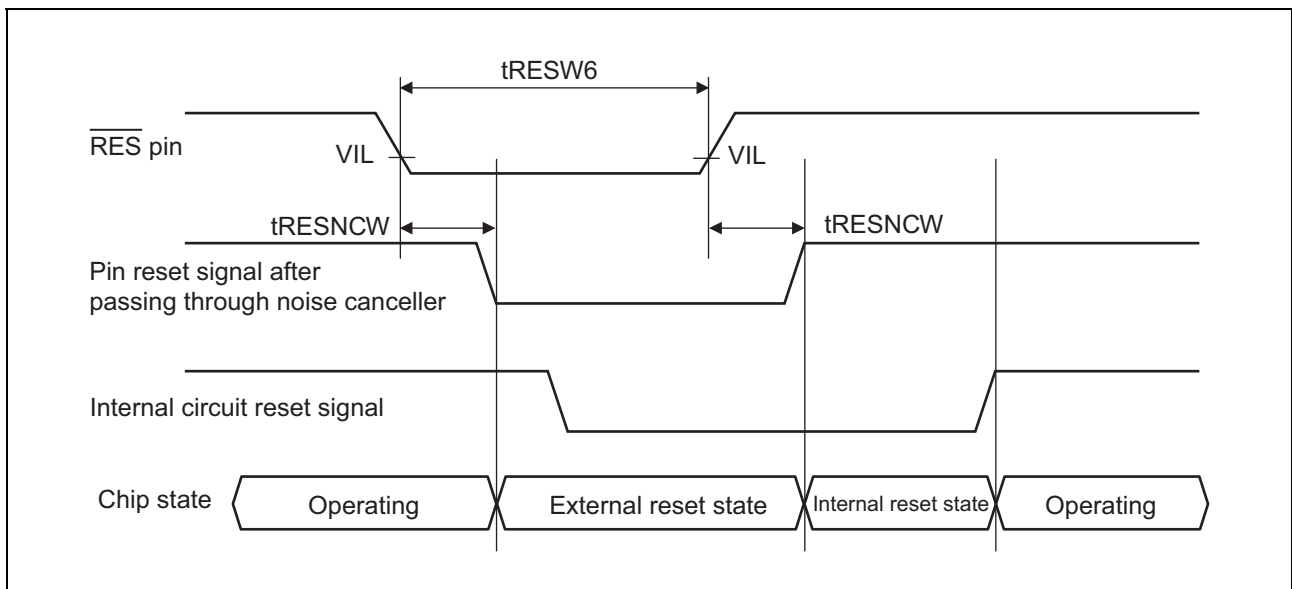 tRESW6
RES pin
VIL
VIL
tRESNCW
tRESNCW
Pin reset signal after
passing through noise canceller
Internal circuit reset signal
Chip state
Operating
External reset state
Internal reset state
Operating